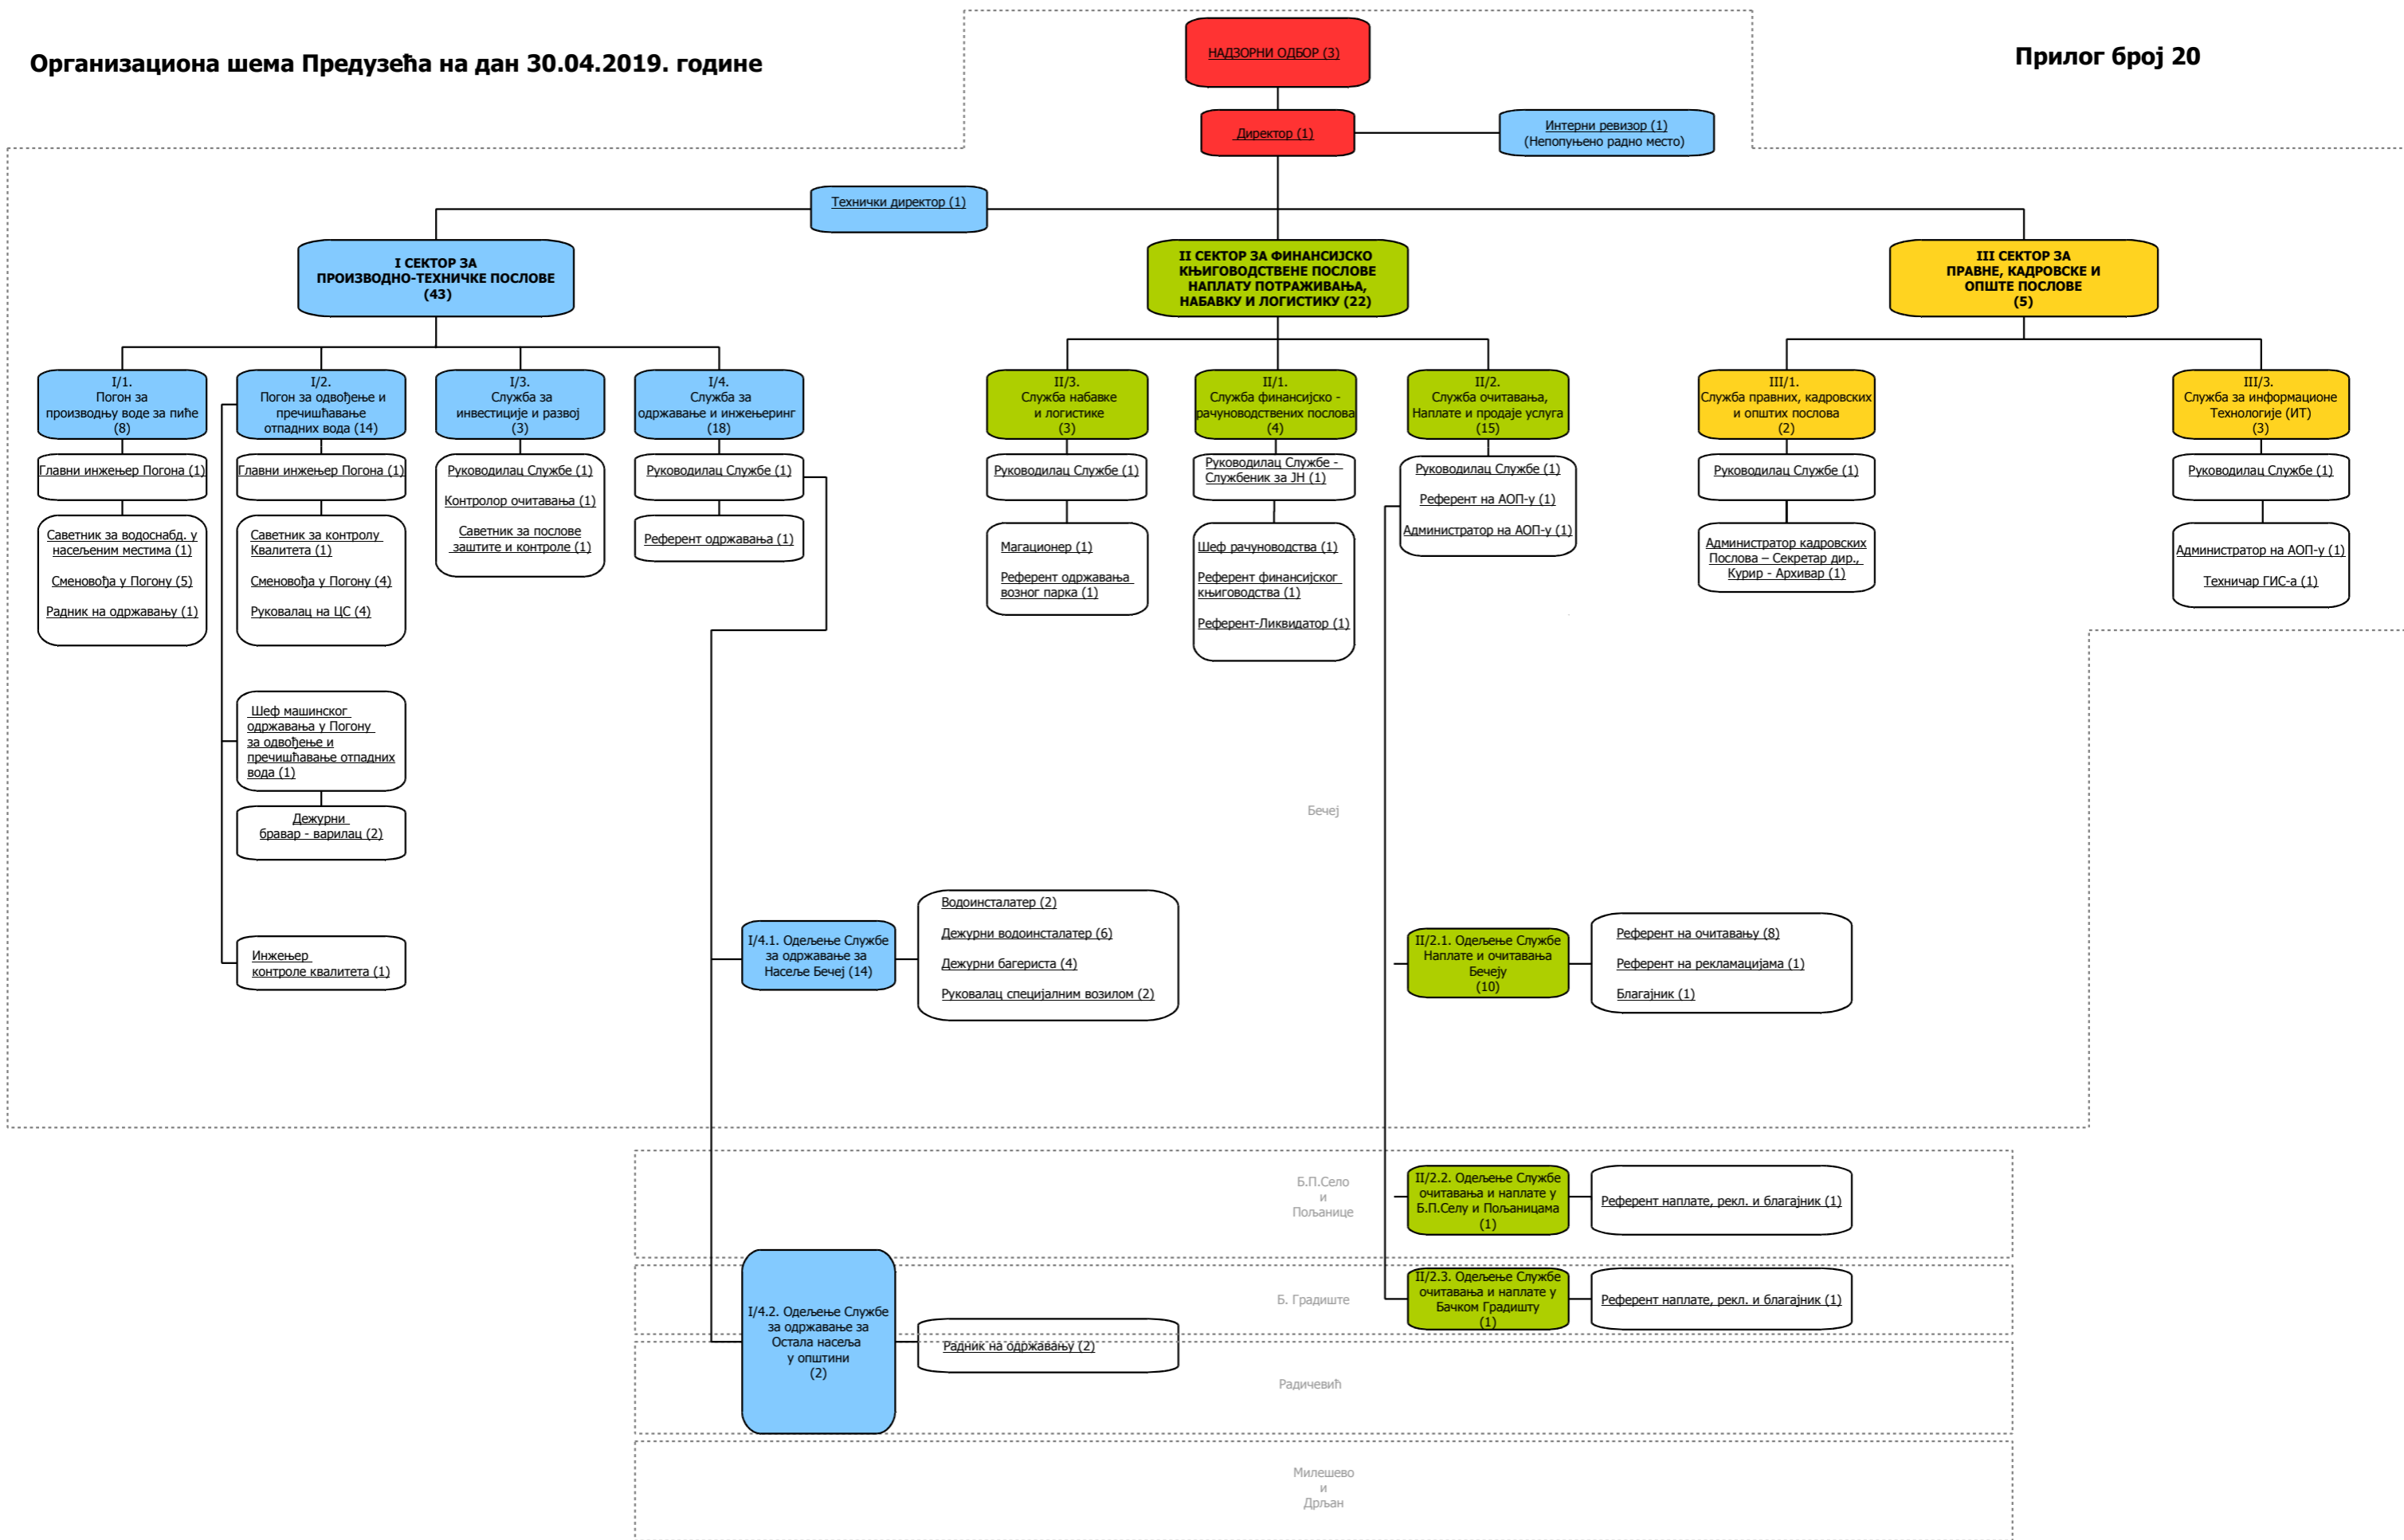 Организациона шема Предузећа на дан 30.04.2019. године
Прилог број 20
НАДЗОРНИ ОДБОР (3)
Директор (1)
Интерни ревизор (1)
(Непопуњено радно место)
Технички директор (1)
I СЕКТОР ЗА
ПРОИЗВОДНО-ТЕХНИЧКЕ ПОСЛОВЕ
(43)
II СЕКТОР ЗА ФИНАНСИЈСКО
КЊИГОВОДСТВЕНЕ ПОСЛОВЕ
НАПЛАТУ ПОТРАЖИВАЊА,
НАБАВКУ И ЛОГИСТИКУ (22)
III СЕКТОР ЗА
ПРАВНЕ, КАДРОВСКЕ И
ОПШТЕ ПОСЛОВЕ
(5)
I/1.
Погон за
производњу воде за пиће
(8)
I/2.
Погон за одвођење и
пречишћавање
отпадних вода (14)
I/3.
Служба за
инвестиције и развој
(3)
I/4.
Служба за
одржавање и инжењеринг
(18)
II/3.
Служба набавке
и логистике
(3)
II/1.
Служба финансијско -
рачуноводствених послова
(4)
II/2.
Служба очитавања,
Наплате и продаје услуга
(15)
III/1.
Служба правних, кадровских
и општих послова
(2)
III/3.
Служба за информационе
Технологије (ИТ)
(3)
Главни инжењер Погона (1)
Главни инжењер Погона (1)
Руководилац Службе (1)
Контролор очитавања (1)
Саветник за послове
заштите и контроле (1)
Руководилац Службе (1)
Руководилац Службе (1)
Руководилац Службе -
Службеник за ЈН (1)
Руководилац Службе (1)
Референт на АОП-у (1)
Администратор на АОП-у (1)
Руководилац Службе (1)
Руководилац Службе (1)
Саветник за водоснабд. у
насељеним местима (1)
Сменовођа у Погону (5)
Радник на одржавању (1)
Саветник за контролу
Квалитета (1)
Сменовођа у Погону (4)
Руковалац на ЦС (4)
Референт одржавања (1)
Магационер (1)
Референт одржавања
возног парка (1)
Шеф рачуноводства (1)
Референт финансијског
књиговодства (1)
Референт-Ликвидатор (1)
Администратор кадровских
Послова – Секретар дир.,
Курир - Архивар (1)
Администратор на АОП-у (1)
Техничар ГИС-а (1)
Шеф машинског
одржавања у Погону
за одвођење и
пречишћавање отпадних
вода (1)
Дежурни
бравар - варилац (2)
Бечеј
Инжењер
контроле квалитета (1)
I/4.1. Одељење Службе
за одржавање за
Насеље Бечеј (14)
Водоинсталатер (2)
Дежурни водоинсталатер (6)
Дежурни багериста (4)
Руковалац специјалним возилом (2)
II/2.1. Одељење Службе
Наплате и очитавања
Бечеју
(10)
Референт на очитавању (8)
Референт на рекламацијама (1)
Благајник (1)
Б.П.Село
и
Пољанице
II/2.2. Одељење Службе
очитавања и наплате у
Б.П.Селу и Пољаницама
(1)
Референт наплате, рекл. и благајник (1)
I/4.2. Одељење Службе
за одржавање за
Остала насеља
у општини
(2)
Радник на одржавању (2)
Б. Градиште
II/2.3. Одељење Службе
очитавања и наплате у
Бачком Градишту
(1)
Референт наплате, рекл. и благајник (1)
Радичевић
Милешево
и
Дрљан